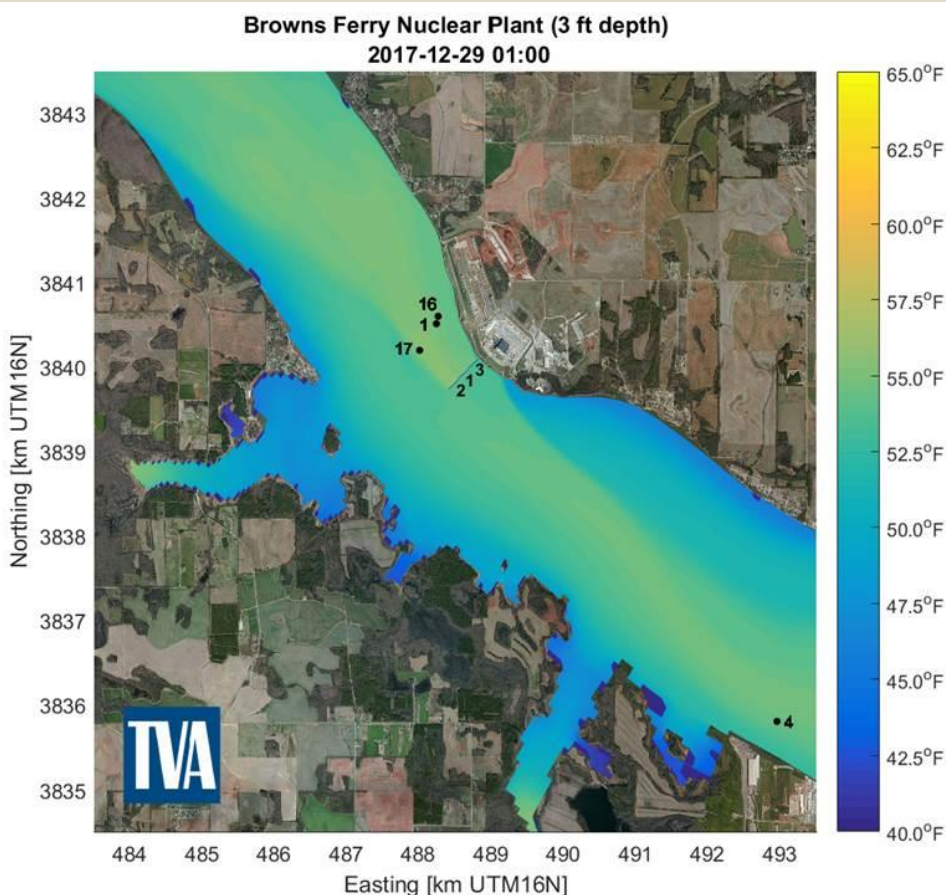 Browns Ferry Nuclear Plant (3 ft depth)
2017-12-29 01:00
Northing [km UTM16N]
3843
3842
3841
3840
3839
3838
3837
3836
3835
16
1
17
3
1
2
4
TVA
484
485
486
487
488
489
490
491
492
493
Easting [km UTM16N]
65.0°F
62.5°F
60.0°F
57.5°F
55.0°F
52.5°F
50.0°F
47.5°F
45.0°F
42.5°F
40.0°F